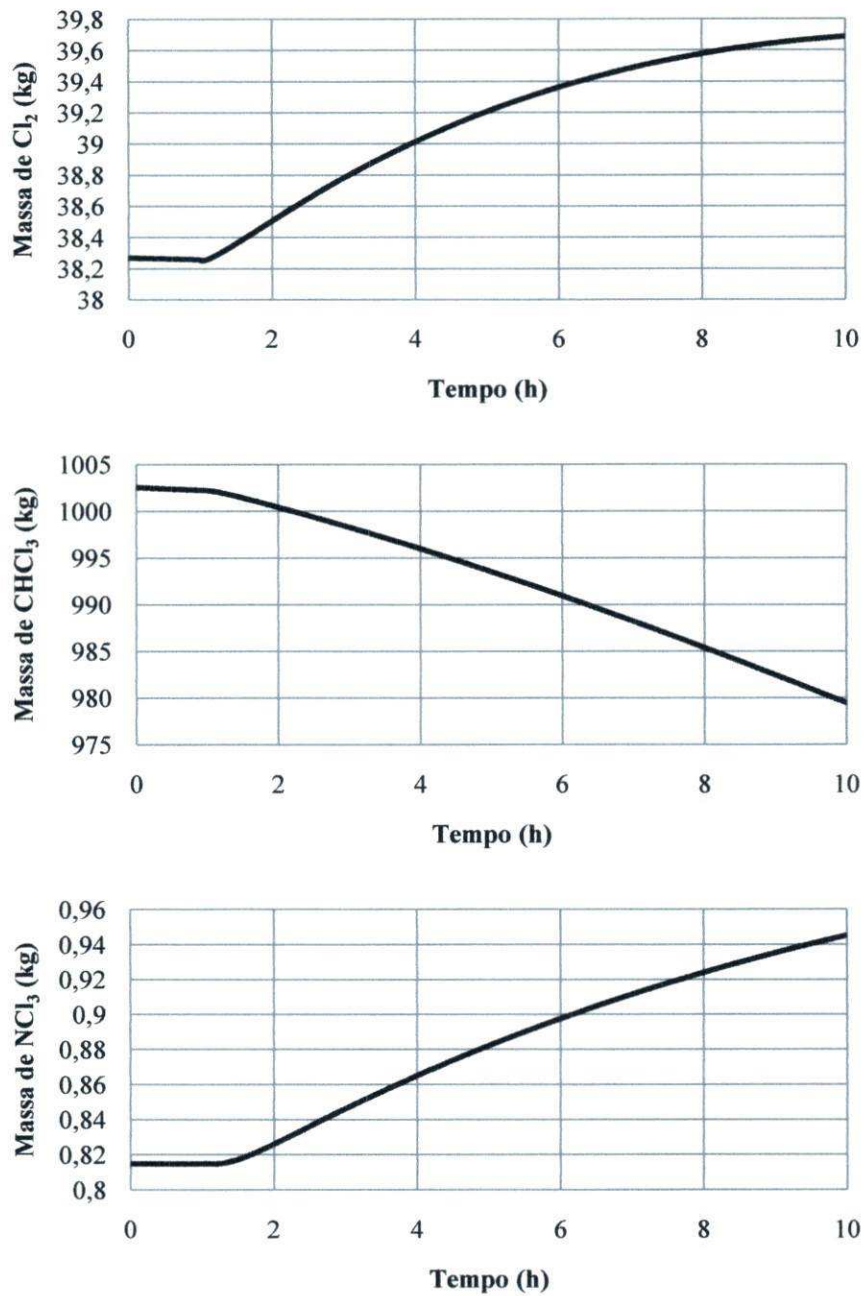 Massa de Cl₂ (kg)
39,8
39,6
39,4
39,2
39
38,8
38,6
38,4
38,2
38
0 2 4 6 8 10
Tempo (h)
Massa de CHCl₃ (kg)
1005
1000
995
990
985
980
975
0 2 4 6 8 10
Tempo (h)
Massa de NCl₃ (kg)
0,96
0,94
0,92
0,9
0,88
0,86
0,84
0,82
0,8
0 2 4 6 8 10
Tempo (h)